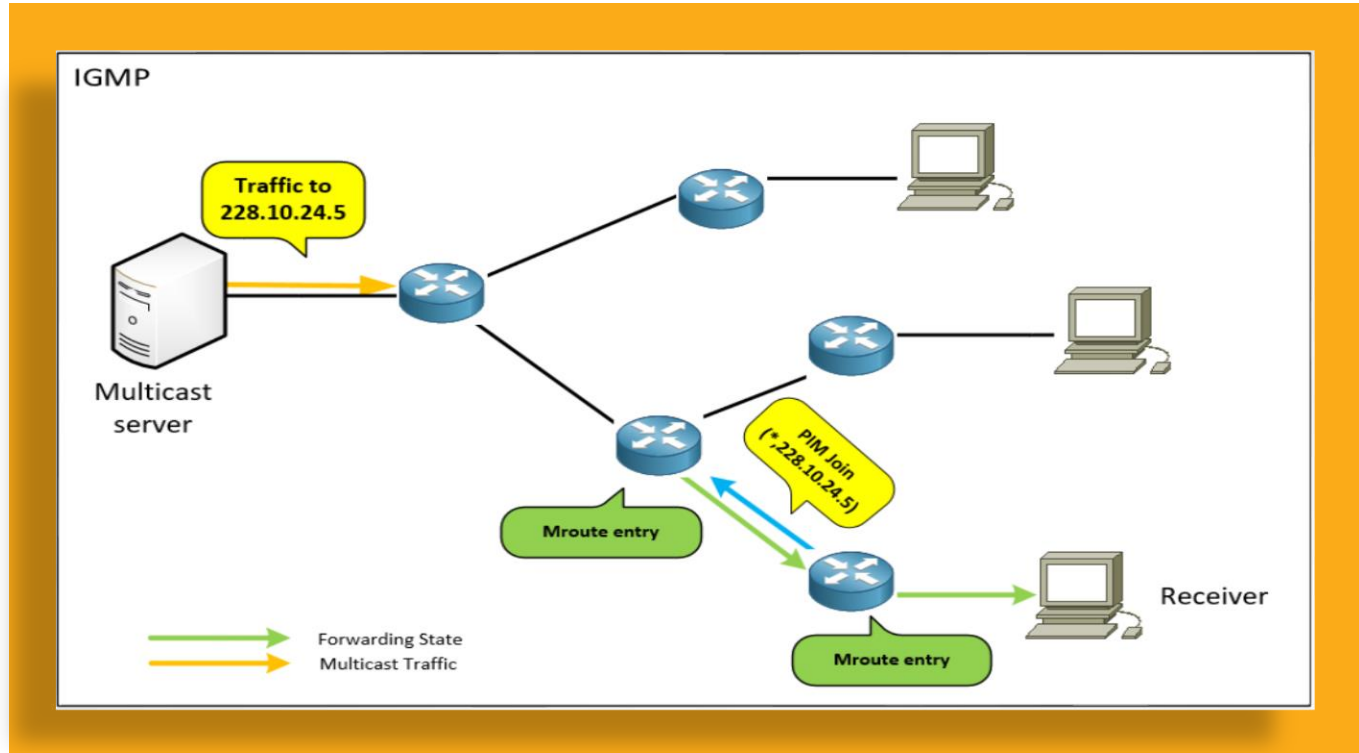 IGMP
Traffic to
228.10.24.5
Multicast
server
PIM Join
(*,228.10.24.5)
Mroute entry
Receiver
Forwarding State
Multicast Traffic
Mroute entry